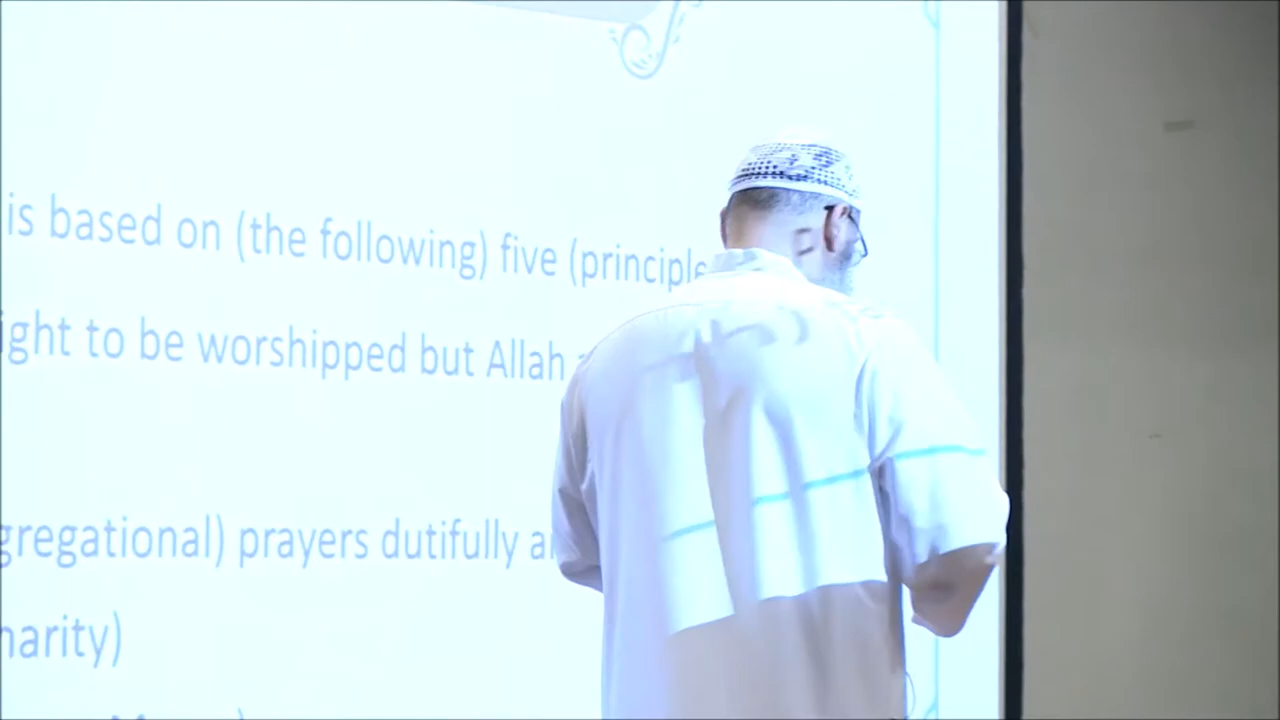 is based on (the following) five (principle
ight to be worshipped but Allah
gregational) prayers dutifully a
harity)